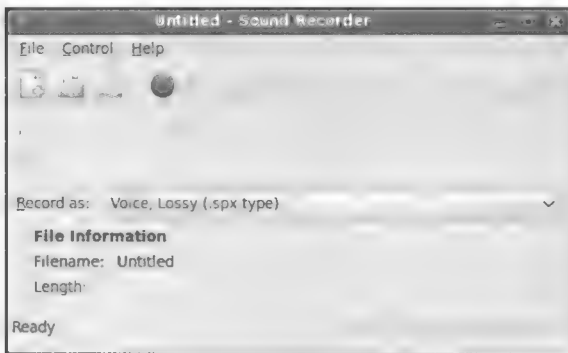 Untitled - Sound Recorder
File Control Help
Record as: Voice, Lossy (.spx type)
File Information
Filename: Untitled
Length:
Ready